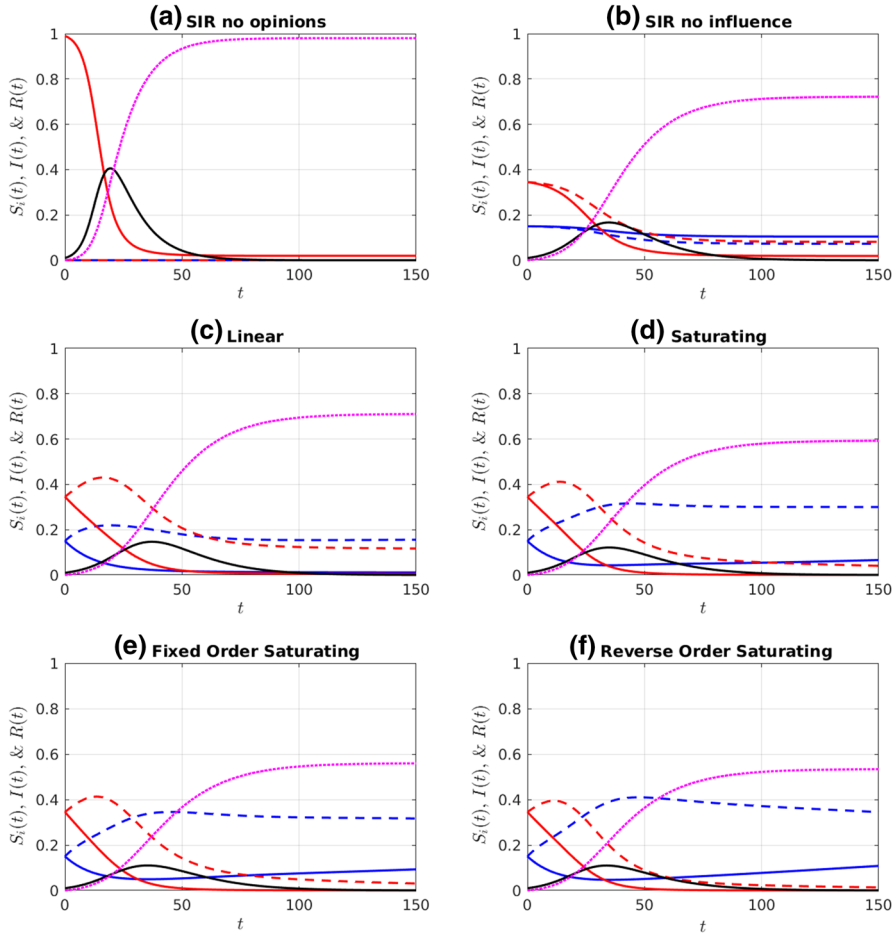 (a) SIR no opinions
S_i(t), I(t), & R(t)
1
0.8
0.6
0.4
0.2
0
0 50 100 150
t
(b) SIR no influence
S_i(t), I(t), & R(t)
1
0.8
0.6
0.4
0.2
0
0 50 100 150
t
(c) Linear
S_i(t), I(t), & R(t)
1
0.8
0.6
0.4
0.2
0
0 50 100 150
t
(d) Saturating
S_i(t), I(t), & R(t)
1
0.8
0.6
0.4
0.2
0
0 50 100 150
t
(e) Fixed Order Saturating
S_i(t), I(t), & R(t)
1
0.8
0.6
0.4
0.2
0
0 50 100 150
t
(f) Reverse Order Saturating
S_i(t), I(t), & R(t)
1
0.8
0.6
0.4
0.2
0
0 50 100 150
t